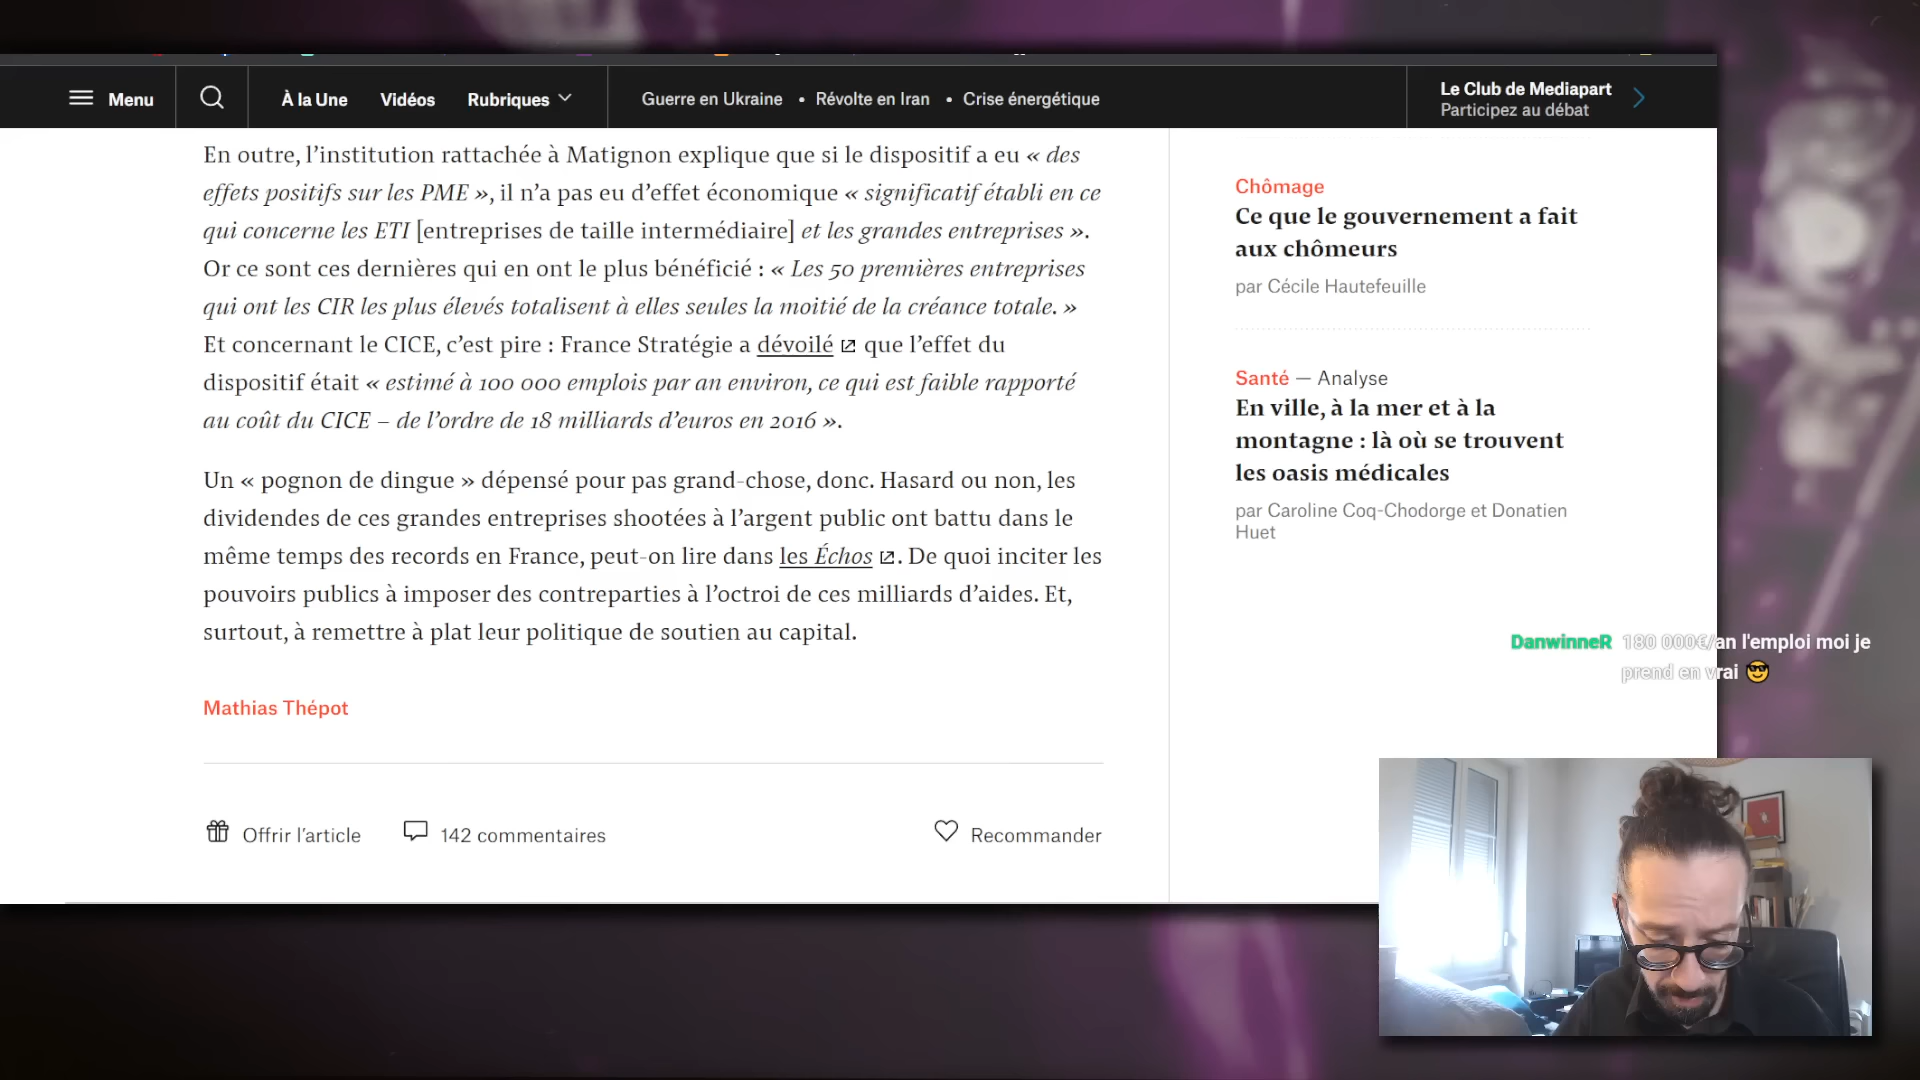 Menu
À la Une
Vidéos
Rubriques
Guerre en Ukraine • Révolte en Iran • Crise énergétique
Le Club de Mediapart
Participez au débat
En outre, l’institution rattachée à Matignon explique que si le dispositif a eu « des
effets positifs sur les PME », il n’a pas eu d’effet économique « significatif établi en ce
qui concerne les ETI [entreprises de taille intermédiaire] et les grandes entreprises ».
Or ce sont ces dernières qui en ont le plus bénéficié : « Les 50 premières entreprises
qui ont les CIR les plus élevés totalisent à elles seules la moitié de la créance totale. »
Et concernant le CICE, c’est pire : France Stratégie a dévoilé que l’effet du
dispositif était « estimé à 100 000 emplois par an environ, ce qui est faible rapporté
au coût du CICE – de l’ordre de 18 milliards d’euros en 2016 ».
Un « pognon de dingue » dépensé pour pas grand-chose, donc. Hasard ou non, les
dividendes de ces grandes entreprises shootées à l’argent public ont battu dans le
même temps des records en France, peut-on lire dans les Échos. De quoi inciter les
pouvoirs publics à imposer des contreparties à l’octroi de ces milliards d’aides. Et,
surtout, à remettre à plat leur politique de soutien au capital.
Mathias Thépot
Offrir l’article
142 commentaires
Recommander
Chômage
Ce que le gouvernement a fait
aux chômeurs
par Cécile Hautefeuille
Santé — Analyse
En ville, à la mer et à la
montagne : là où se trouvent
les oasis médicales
par Caroline Coq-Chodorge et Donatien
Huet
DanwinneR 180 000€/an l'emploi moi je
prend en vrai 😎